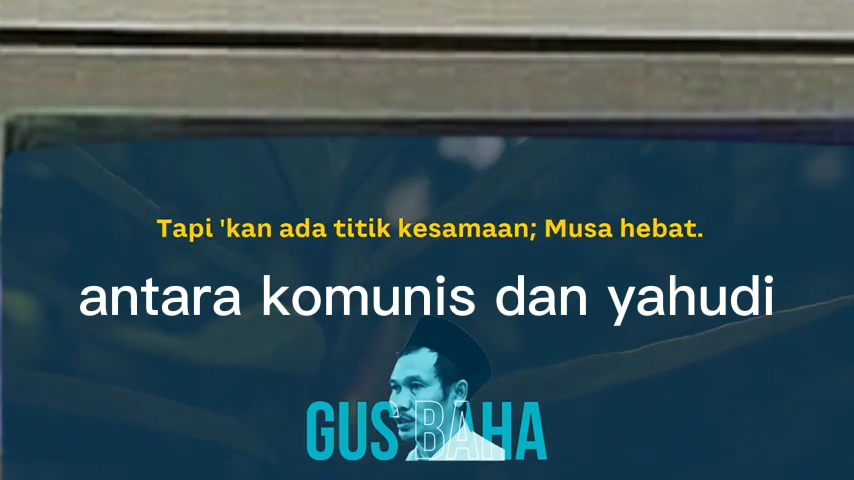 Tapi 'kan ada titik kesamaan; Musa hebat.
antara komunis dan yahudi
GUS BAHA